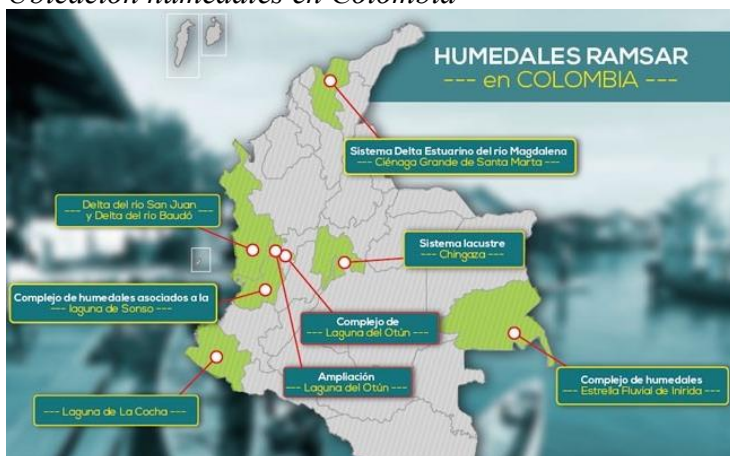 Ubicación humedales en Colombia
HUMEDALES RAMSAR
--- en COLOMBIA ---
Sistema Delta Estuarino del río Magdalena
--- Ciénaga Grande de Santa Marta ---
Delta del río San Juan
--- y Delta del río Baudó ---
Sistema lacustre
--- Chingaza ---
Complejo de humedales asociados a la
--- laguna de Sonso ---
Complejo de
--- Laguna del Otún ---
Ampliación
--- Laguna del Otún ---
Complejo de humedales
--- Estrella Fluvial de Inírida ---
--- Laguna de La Cocha ---